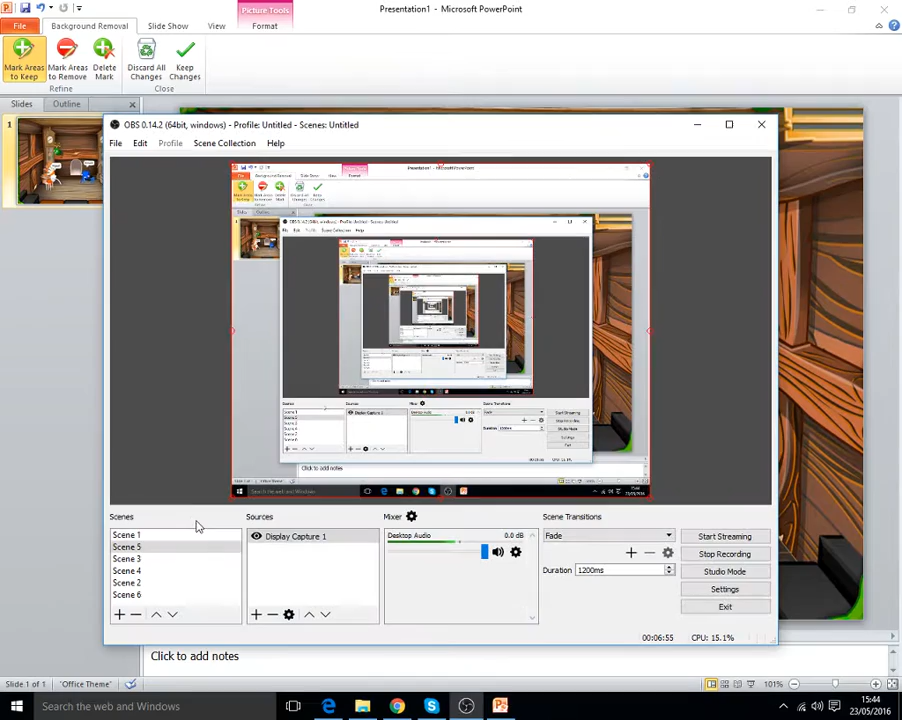 Picture Tools
Presentation1 - Microsoft PowerPoint
File
Background Removal
Slide Show
View
Format
Mark Areas to Keep
Mark Areas to Remove
Delete Mark
Discard All Changes
Keep Changes
Refine
Close
Slides
Outline
1
OBS 0.14.2 (64bit, windows) - Profile: Untitled - Scenes: Untitled
File
Edit
Profile
Scene Collection
Help
Click to add notes
Scenes
Sources
Mixer
Scene Transitions
Scene 1
Scene 5
Scene 3
Scene 4
Scene 2
Scene 6
Display Capture 1
Desktop Audio
0.0 dB
Fade
Duration
1200ms
Start Streaming
Stop Recording
Studio Mode
Settings
Exit
00:06:55
CPU: 15.1%
Click to add notes
Slide 1 of 1
"Office Theme"
101%
Search the web and Windows
15:44
23/05/2016